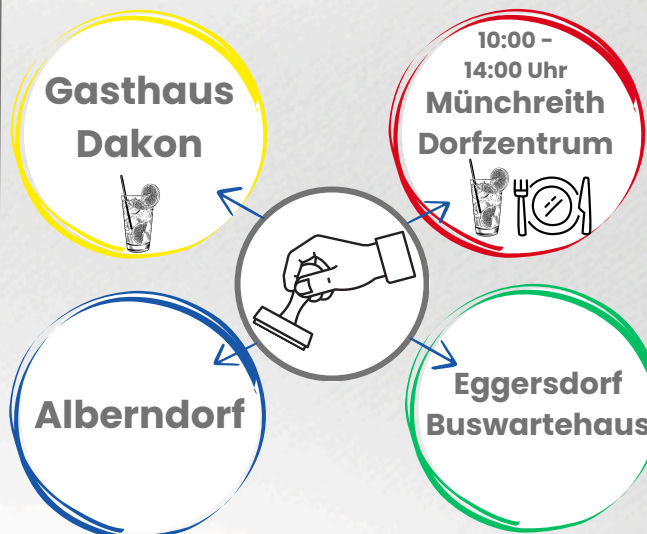 Gasthaus
Dakon
10:00 -
14:00 Uhr
Münchreith
Dorfzentrum
Alberndorf
Eggersdorf
Buswartehaus